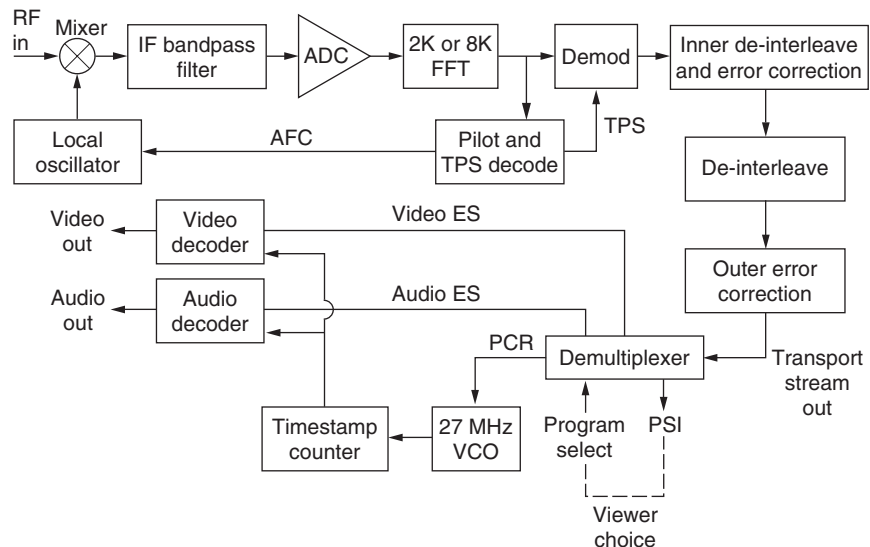 RF
in
Mixer
IF bandpass
filter
ADC
2K or 8K
FFT
Demod
Inner de-interleave
and error correction
Local
oscillator
AFC
Pilot and
TPS decode
TPS
De-interleave
Video
out
Video
decoder
Video ES
Outer error
correction
Audio
out
Audio
decoder
Audio ES
PCR
Demultiplexer
Transport
stream
out
Timestamp
counter
27 MHz
VCO
Program
select
PSI
Viewer
choice